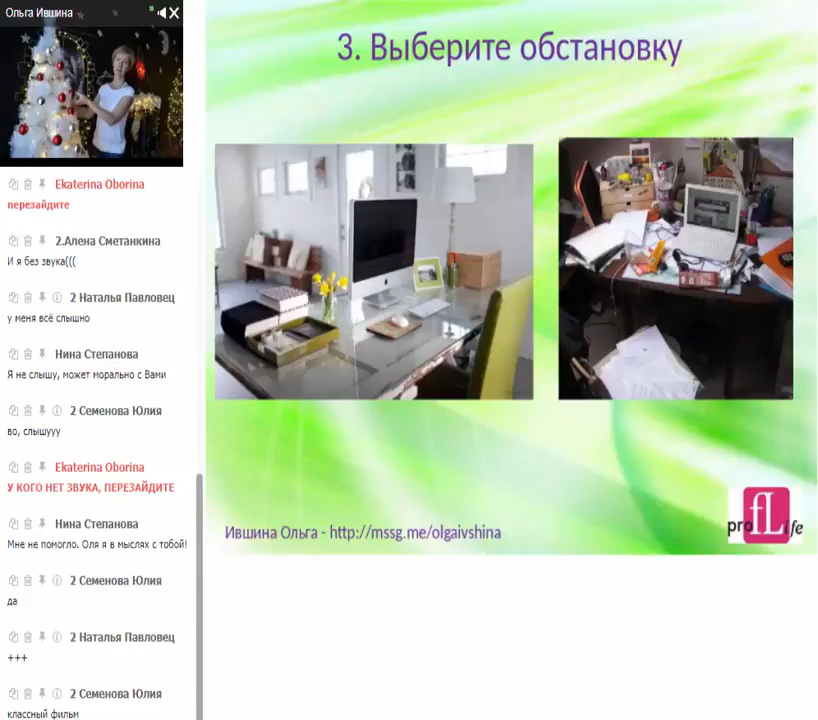 Ольга Ившина
Ekaterina Oborina
перезайдите
2.Алена Сметанкина
И я без звука(((
2 Наталья Павловец
у меня всё слышно
Нина Степанова
Я не слышу, может морально с Вами
2 Семенова Юлия
во, слышууу
Ekaterina Oborina
У КОГО НЕТ ЗВУКА, ПЕРЕЗАЙДИТЕ
Нина Степанова
Мне не помогло. Оля я в мыслях с тобой!
2 Семенова Юлия
да
2 Наталья Павловец
+++
2 Семенова Юлия
классный фильм
3. Выберите обстановку
Ившина Ольга - http://mssg.me/olgaivshina
profLife